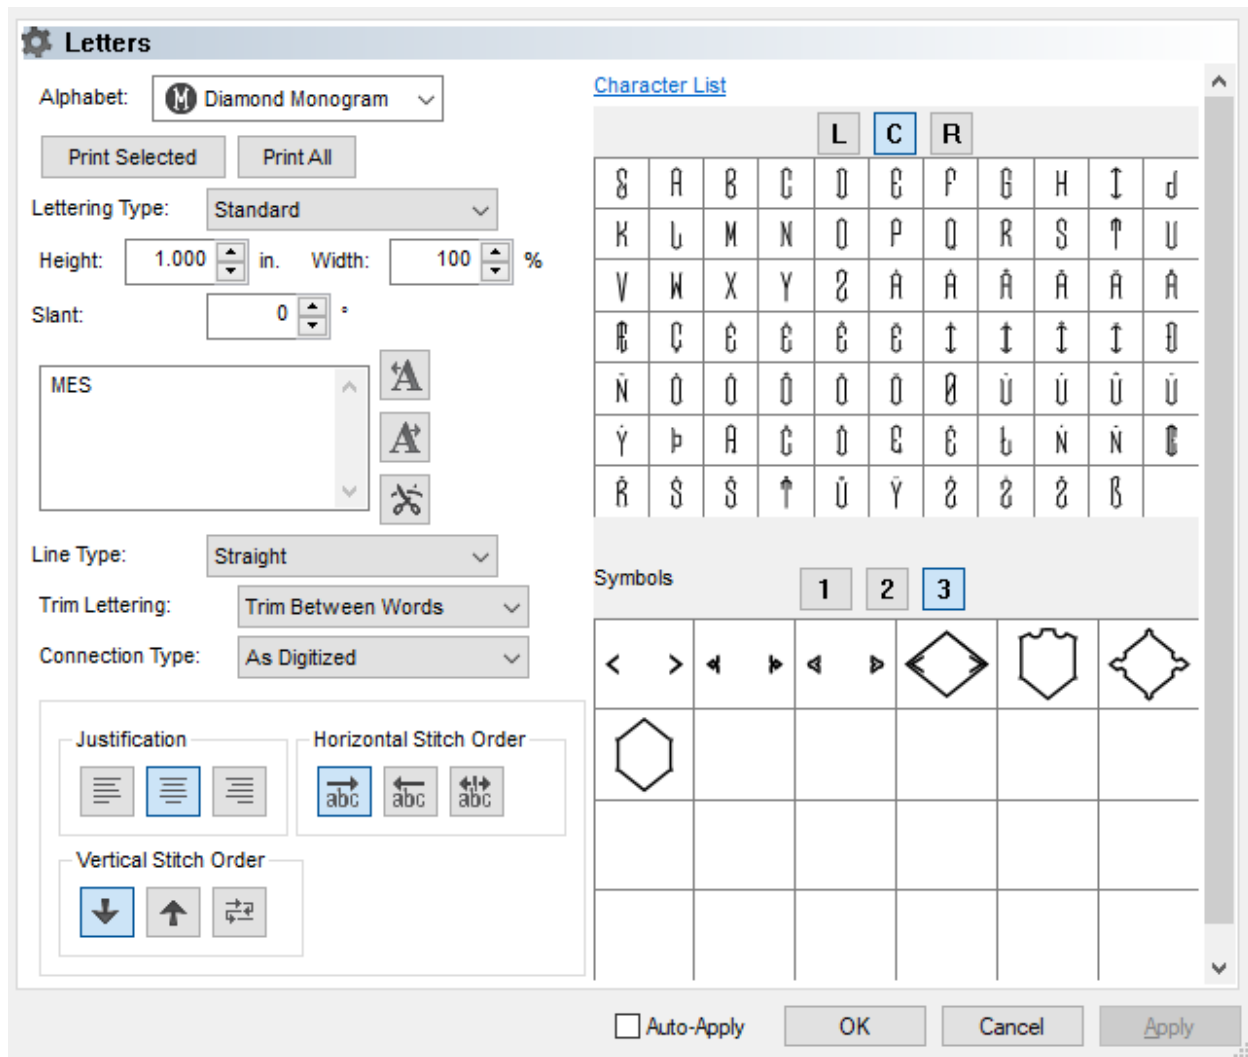 Letters
Alphabet: M Diamond Monogram
Print Selected Print All
Lettering Type: Standard
Height: 1.000 in. Width: 100 %
Slant: 0 °
MES
Line Type: Straight
Trim Lettering: Trim Between Words
Connection Type: As Digitized
Justification
Horizontal Stitch Order
abc abc abc
Vertical Stitch Order
Character List
L C R
& A B C D E F G H I J
K L M N O P Q R S T U
V W X Y Z
Symbols
1 2 3
Auto-Apply OK Cancel Apply